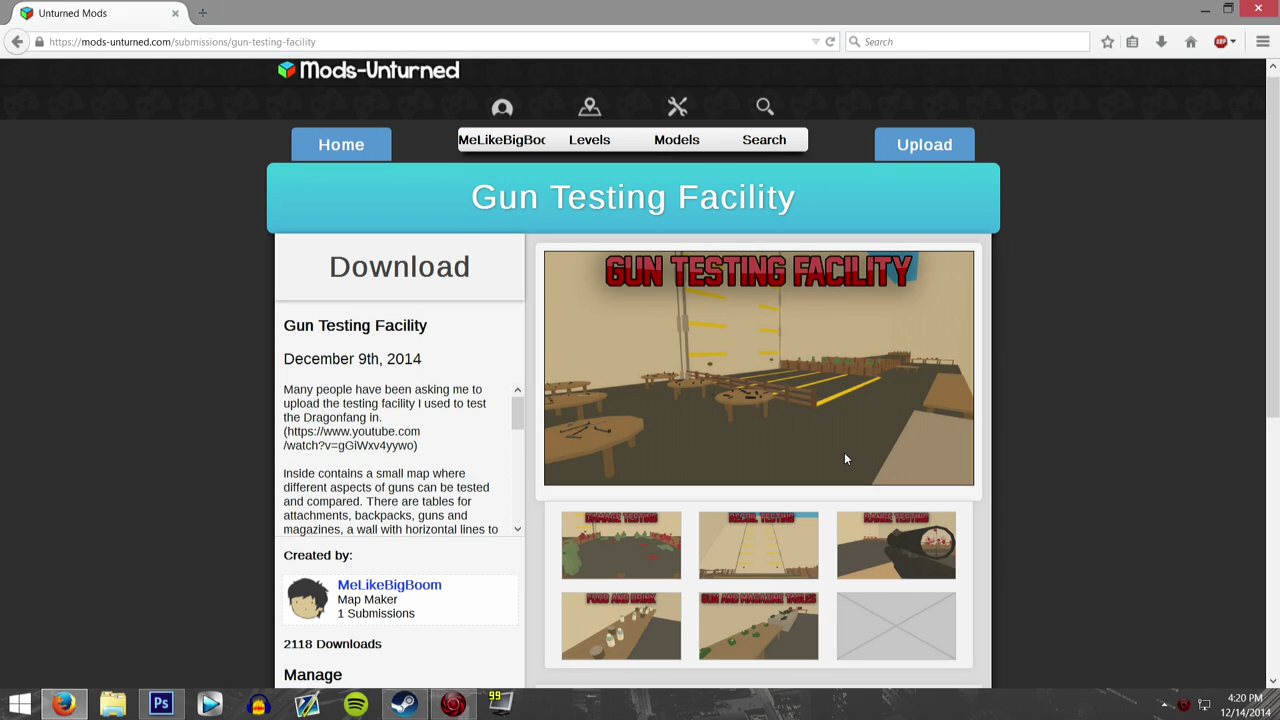 Unturned Mods
https://mods-unturned.com/submissions/gun-testing-facility
Search
ABP
Mods-Unturned
Home
MeLikeBigBoo
Levels
Models
Search
Upload
Gun Testing Facility
Download
GUN TESTING FACILITY
Gun Testing Facility
December 9th, 2014
Many people have been asking me to
upload the testing facility I used to test
the Dragonfang in.
(https://www.youtube.com
/watch?v=gGiWxv4yywo)
Inside contains a small map where
different aspects of guns can be tested
and compared. There are tables for
attachments, backpacks, guns and
magazines, a wall with horizontal lines to
DAMAGE TESTING
RECOIL TESTING
RANGE TESTING
Created by:
MeLikeBigBoom
Map Maker
1 Submissions
FOOD AND DRINK
GUN AND MAGAZINE TABLES
2118 Downloads
Manage
Ps
99
4:20 PM
12/14/2014